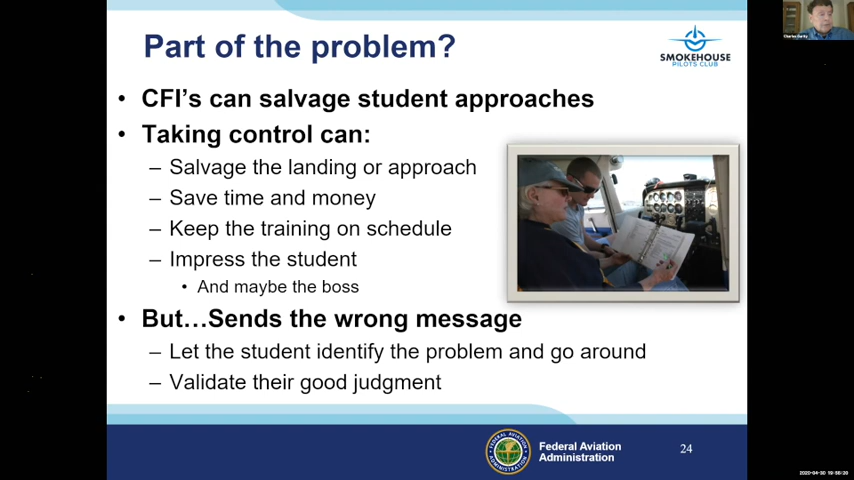 Part of the problem?
SMOKEHOUSE
PILOTS CLUB
• CFI's can salvage student approaches
• Taking control can:
– Salvage the landing or approach
– Save time and money
– Keep the training on schedule
– Impress the student
• And maybe the boss
• But…Sends the wrong message
– Let the student identify the problem and go around
– Validate their good judgment
Federal Aviation
Administration
24